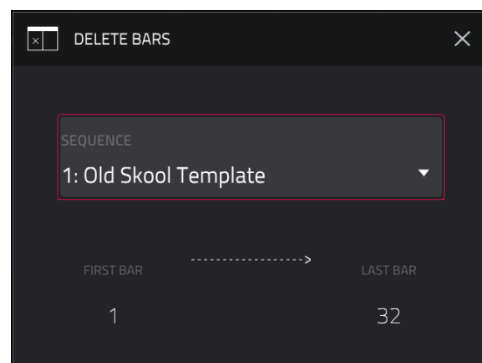 DELETE BARS
SEQUENCE
1: Old Skool Template
FIRST BAR
LAST BAR
1
32